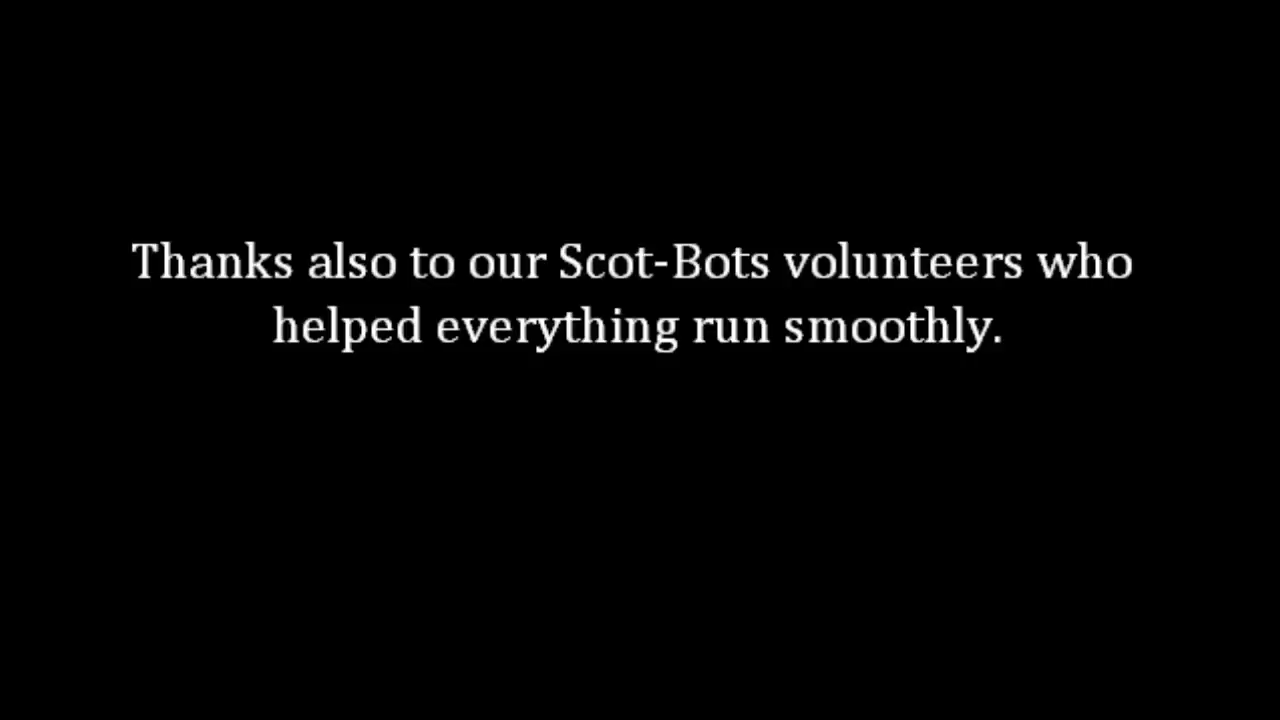 Thanks also to our Scot-Bots volunteers who
helped everything run smoothly.